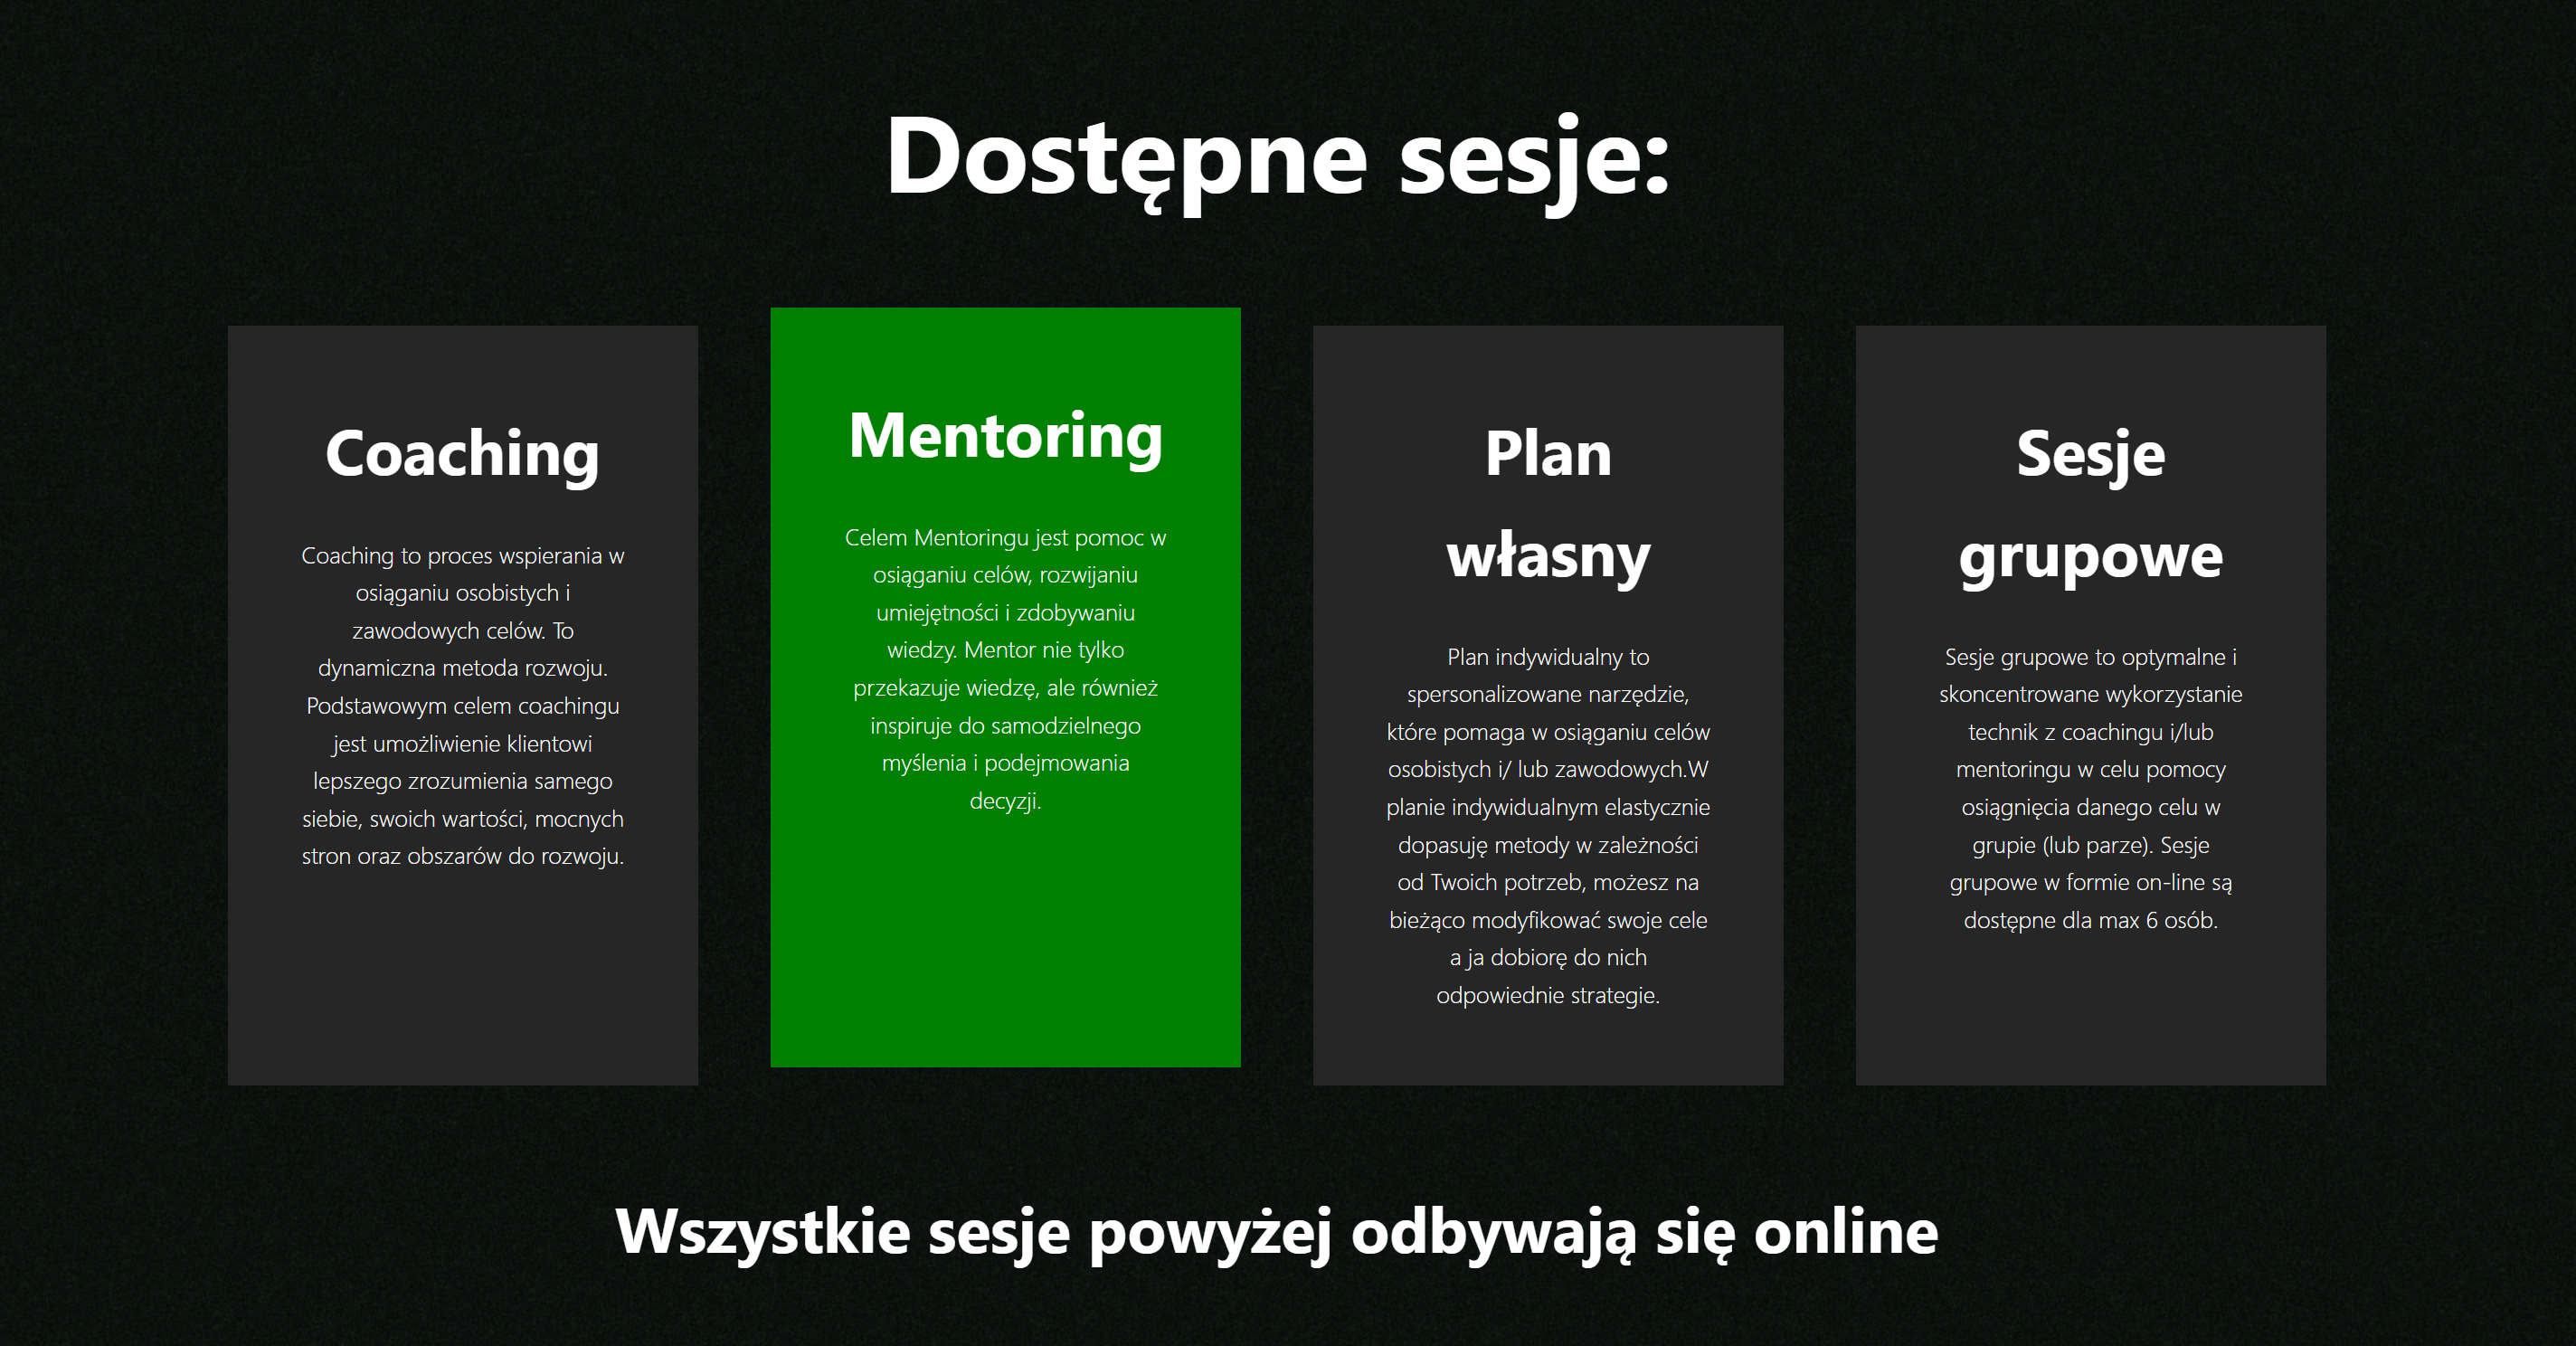 Dostępne sesje:
Coaching
Coaching to proces wspierania w
osiąganiu osobistych i
zawodowych celów. To
dynamiczna metoda rozwoju.
Podstawowym celem coachingu
jest umożliwienie klientowi
lepszego zrozumienia samego
siebie, swoich wartości, mocnych
stron oraz obszarów do rozwoju.
Mentoring
Celem Mentoringu jest pomoc w
osiąganiu celów, rozwijaniu
umiejętności i zdobywaniu
wiedzy. Mentor nie tylko
przekazuje wiedzę, ale również
inspiruje do samodzielnego
myślenia i podejmowania
decyzji.
Plan
własny
Plan indywidualny to
spersonalizowane narzędzie,
które pomaga w osiąganiu celów
osobistych i/ lub zawodowych.W
planie indywidualnym elastycznie
dopasuję metody w zależności
od Twoich potrzeb, możesz na
bieżąco modyfikować swoje cele
a ja dobiorę do nich
odpowiednie strategie.
Sesje
grupowe
Sesje grupowe to optymalne i
skoncentrowane wykorzystanie
technik z coachingu i/lub
mentoringu w celu pomocy
osiągnięcia danego celu w
grupie (lub parze). Sesje
grupowe w formie on-line są
dostępne dla max 6 osób.
Wszystkie sesje powyżej odbywają się online